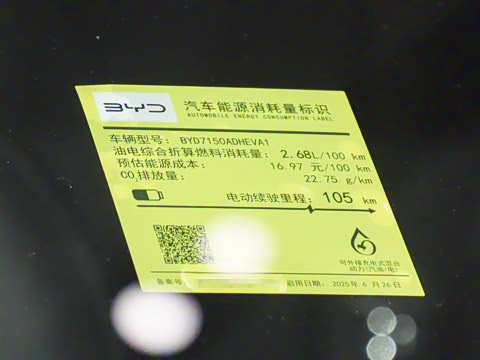 BYD 汽车能源消耗量标识
AUTOMOBILE ENERGY CONSUMPTION LABEL
车辆型号: BYD7150ADHEVA1
油电综合折算燃料消耗量: 2.68L/100 km
预估能源成本: 16.97 元/100 km
CO₂排放量: 22.75 g/km
电动续驶里程: 105 km
可外接充电式混合
动力(汽油/电)
备案号 启用日期: 2025年 6 月 26日